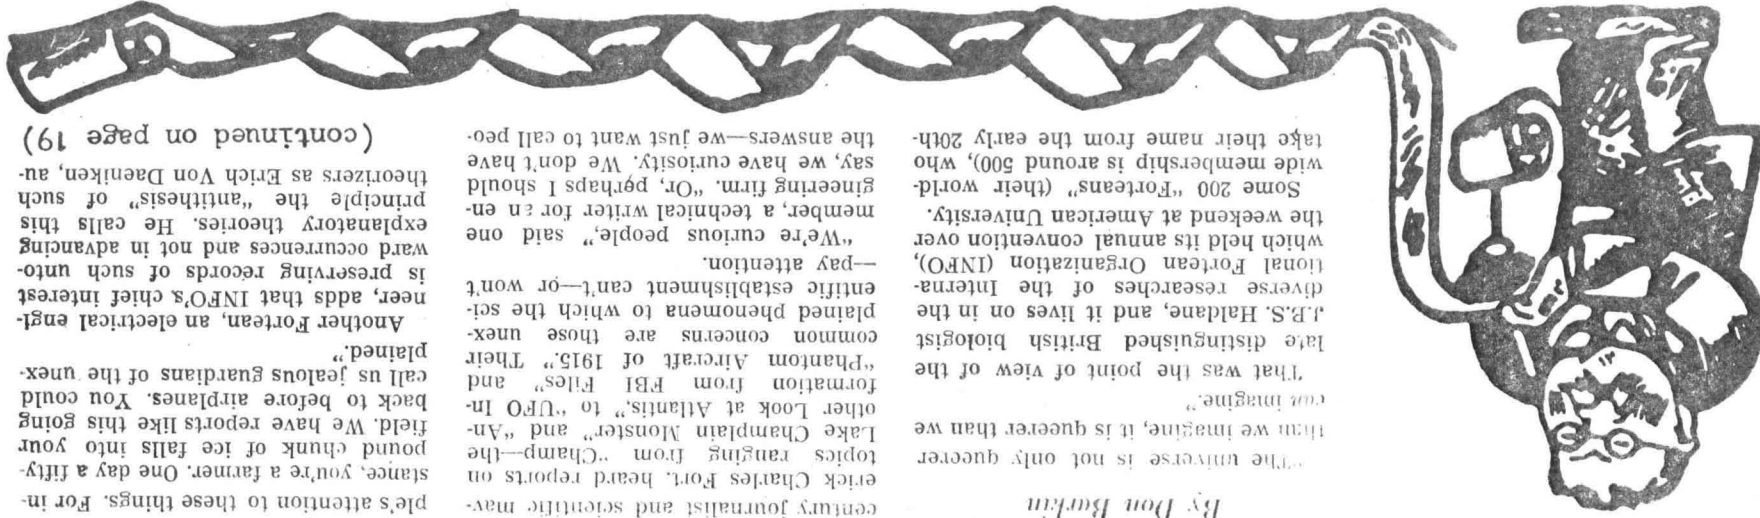 By Don Barkin
"The universe is not only queerer
than we imagine, it is queerer than we
can imagine."
That was the point of view of the
late distinguished British biologist
J.B.S. Haldane, and it lives on in the
diverse researches of the Interna-
tional Fortean Organization (INFO),
which held its annual convention over
the weekend at American University.
Some 200 "Forteans" (their world-
wide membership is around 500), who
take their name from the early 20th-
century journalist and scientific mav-
erick Charles Fort, heard reports on
topics ranging from "Champ—the
Lake Champlain Monster" and "An-
other Look at Atlantis," to "UFO In-
formation from FBI Files" and
"Phantom Aircraft of 1915." Their
common concerns are those unex-
plained phenomena to which the sci-
entific establishment can't—or won't
—pay attention.
"We're curious people," said one
member, a technical writer for an en-
gineering firm. "Or, perhaps I should
say, we have curiosity. We don't have
the answers—we just want to call peo-
ple's attention to these things. For in-
stance, you're a farmer. One day a fifty-
pound chunk of ice falls into your
field. We have reports like this going
back to before airplanes. You could
call us jealous guardians of the unex-
plained."
Another Fortean, an electrical engi-
neer, adds that INFO's chief interest
is preserving records of such unto-
ward occurrences and not in advancing
explanatory theories. He calls this
principle the "antithesis" of such
theorizers as Erich Von Daeniken, au-
(continued on page 19)